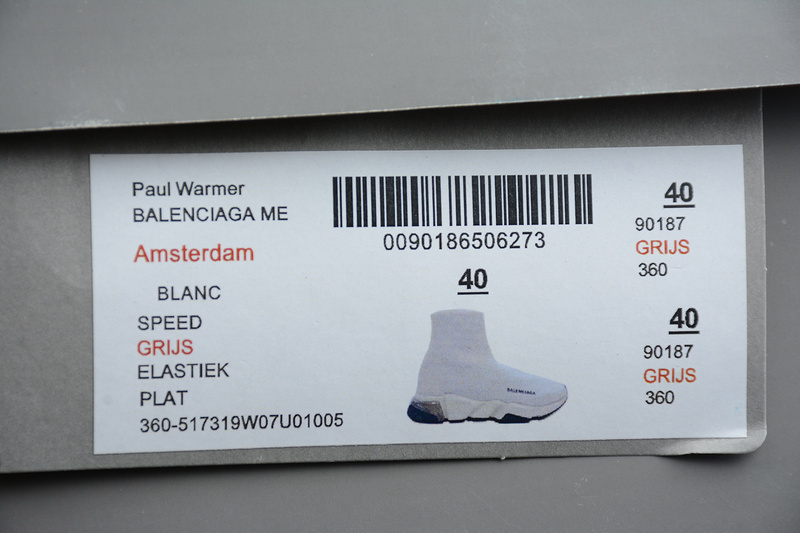 Paul Warmer
BALENCIAGA ME
Amsterdam
BLANC
SPEED
GRIJS
ELASTIEK
PLAT
360-517319W07U01005
0090186506273
40
BALENCIAGA
40
90187
GRIJS
360
40
90187
GRIJS
360